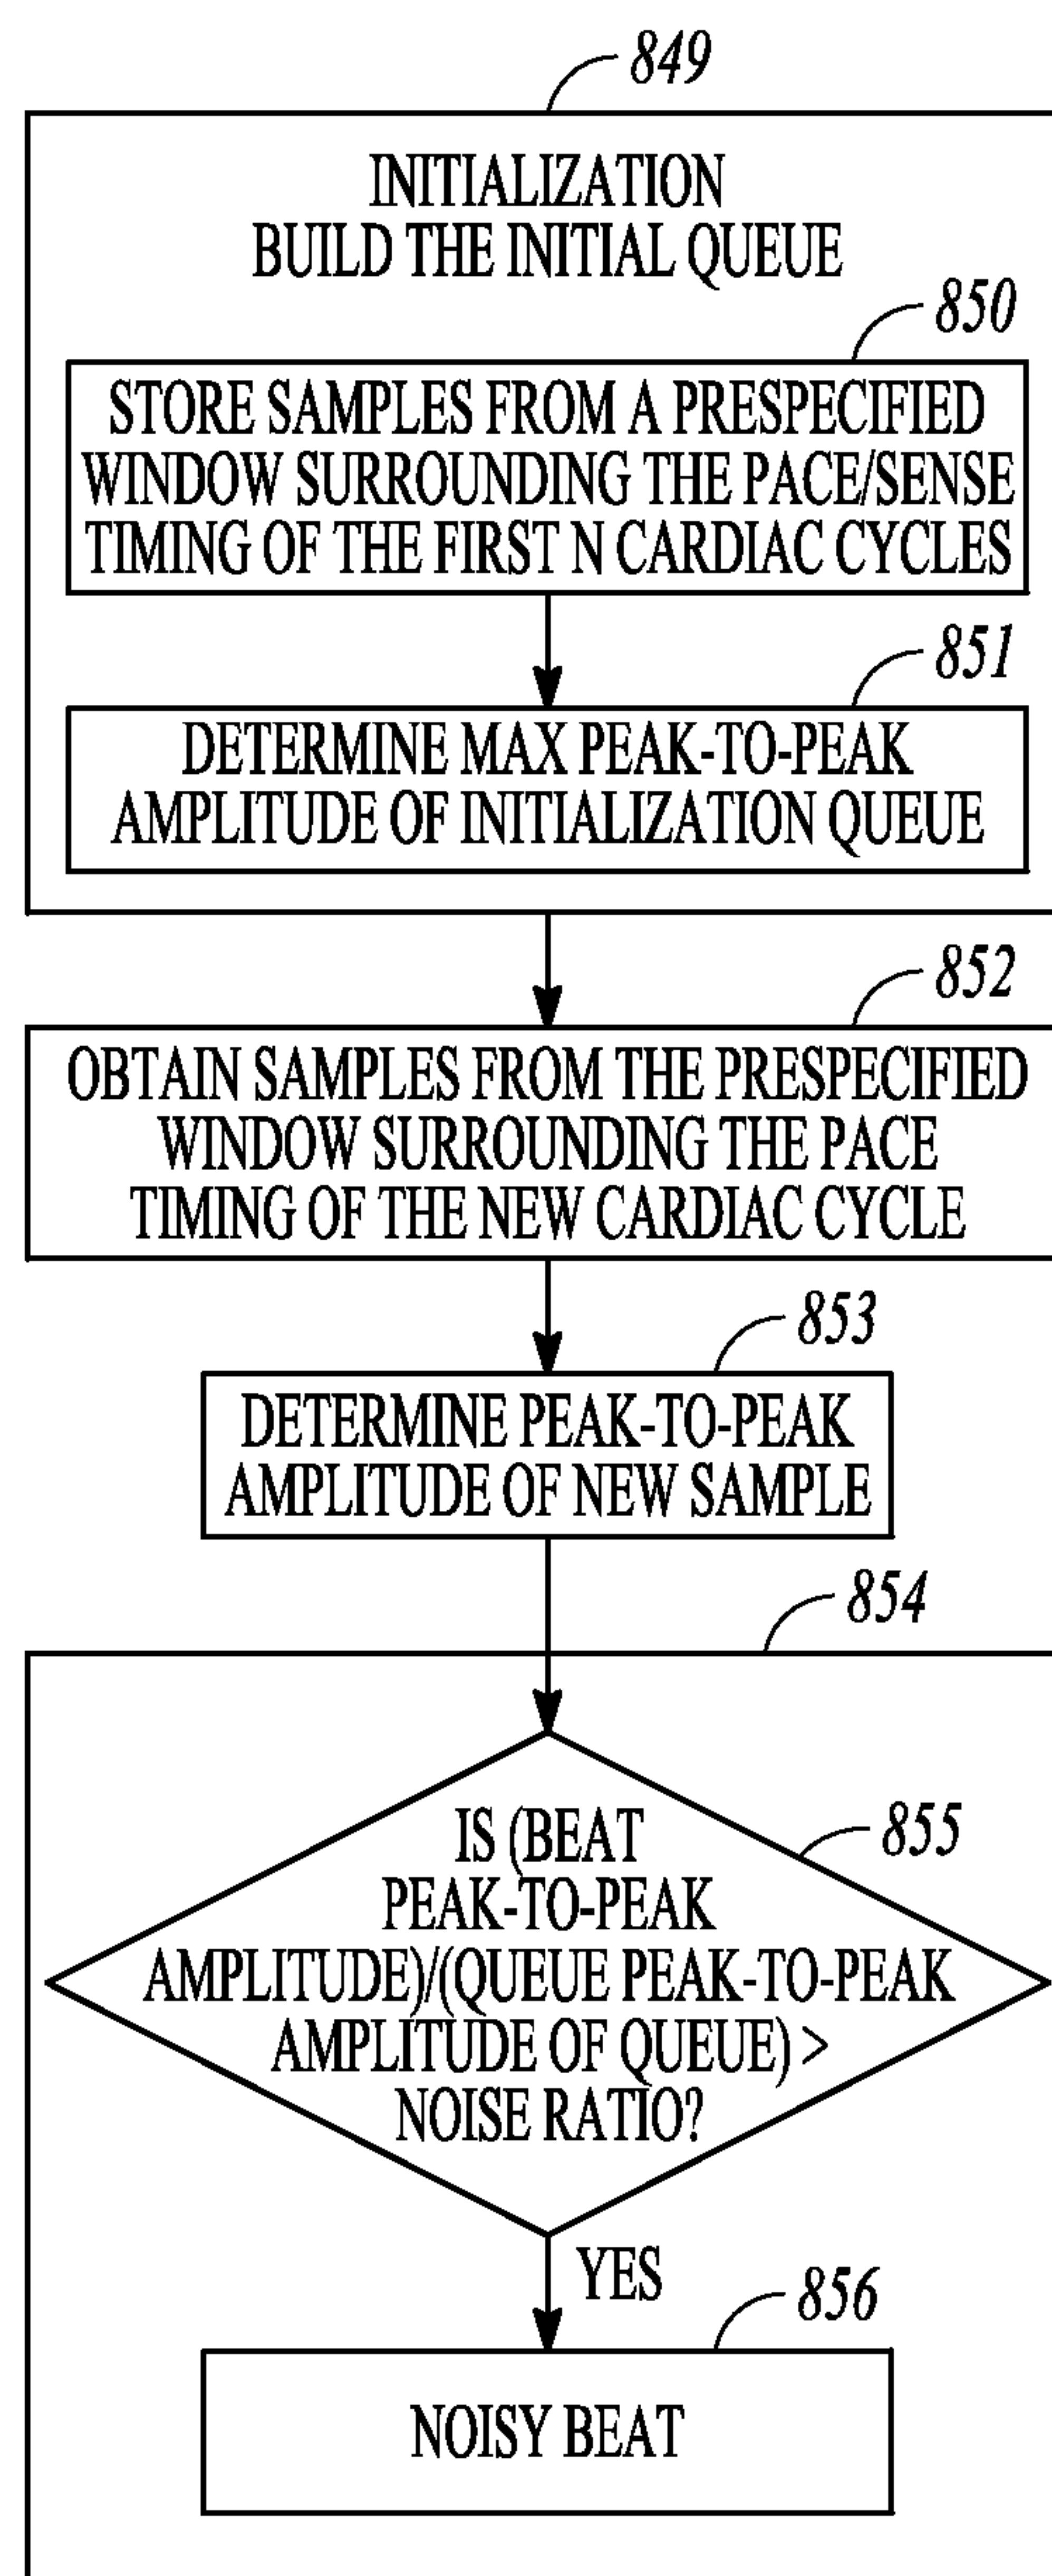 849
INITIALIZATION
BUILD THE INITIAL QUEUE
850
STORE SAMPLES FROM A PRESPECIFIED
WINDOW SURROUNDING THE PACE/SENSE
TIMING OF THE FIRST N CARDIAC CYCLES
851
DETERMINE MAX PEAK-TO-PEAK
AMPLITUDE OF INITIALIZATION QUEUE
852
OBTAIN SAMPLES FROM THE PRESPECIFIED
WINDOW SURROUNDING THE PACE
TIMING OF THE NEW CARDIAC CYCLE
853
DETERMINE PEAK-TO-PEAK
AMPLITUDE OF NEW SAMPLE
854
855
IS (BEAT
PEAK-TO-PEAK
AMPLITUDE)/(QUEUE PEAK-TO-PEAK
AMPLITUDE OF QUEUE) >
NOISE RATIO?
YES
856
NOISY BEAT